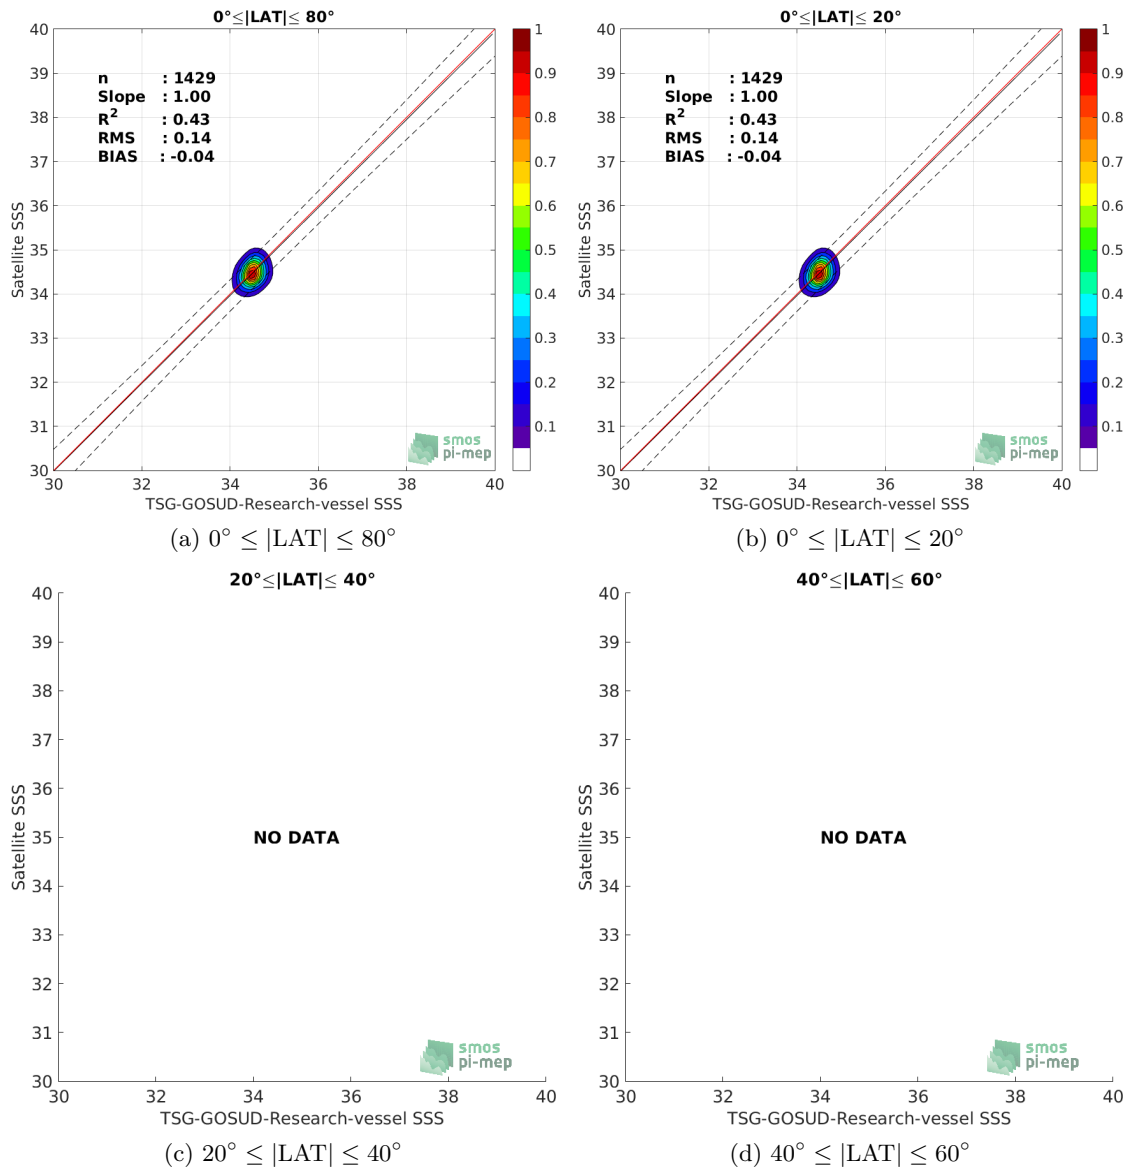 0°≤|LAT|≤ 80°
40
39
38
37
36
35
34
33
32
31
30
n : 1429
Slope : 1.00
R² : 0.43
RMS : 0.14
BIAS : -0.04
1
0.9
0.8
0.7
0.6
0.5
0.4
0.3
0.2
0.1
Satellite SSS
smos
pi-mep
30 32 34 36 38 40
TSG-GOSUD-Research-vessel SSS
(a) 0° ≤ |LAT| ≤ 80°
0°≤|LAT|≤ 20°
40
39
38
37
36
35
34
33
32
31
30
n : 1429
Slope : 1.00
R² : 0.43
RMS : 0.14
BIAS : -0.04
1
0.9
0.8
0.7
0.6
0.5
0.4
0.3
0.2
0.1
Satellite SSS
smos
pi-mep
30 32 34 36 38 40
TSG-GOSUD-Research-vessel SSS
(b) 0° ≤ |LAT| ≤ 20°
20°≤|LAT|≤ 40°
40
39
38
37
36
35
34
33
32
31
30
Satellite SSS
NO DATA
smos
pi-mep
30 32 34 36 38 40
TSG-GOSUD-Research-vessel SSS
(c) 20° ≤ |LAT| ≤ 40°
40°≤|LAT|≤ 60°
40
39
38
37
36
35
34
33
32
31
30
Satellite SSS
NO DATA
smos
pi-mep
30 32 34 36 38 40
TSG-GOSUD-Research-vessel SSS
(d) 40° ≤ |LAT| ≤ 60°